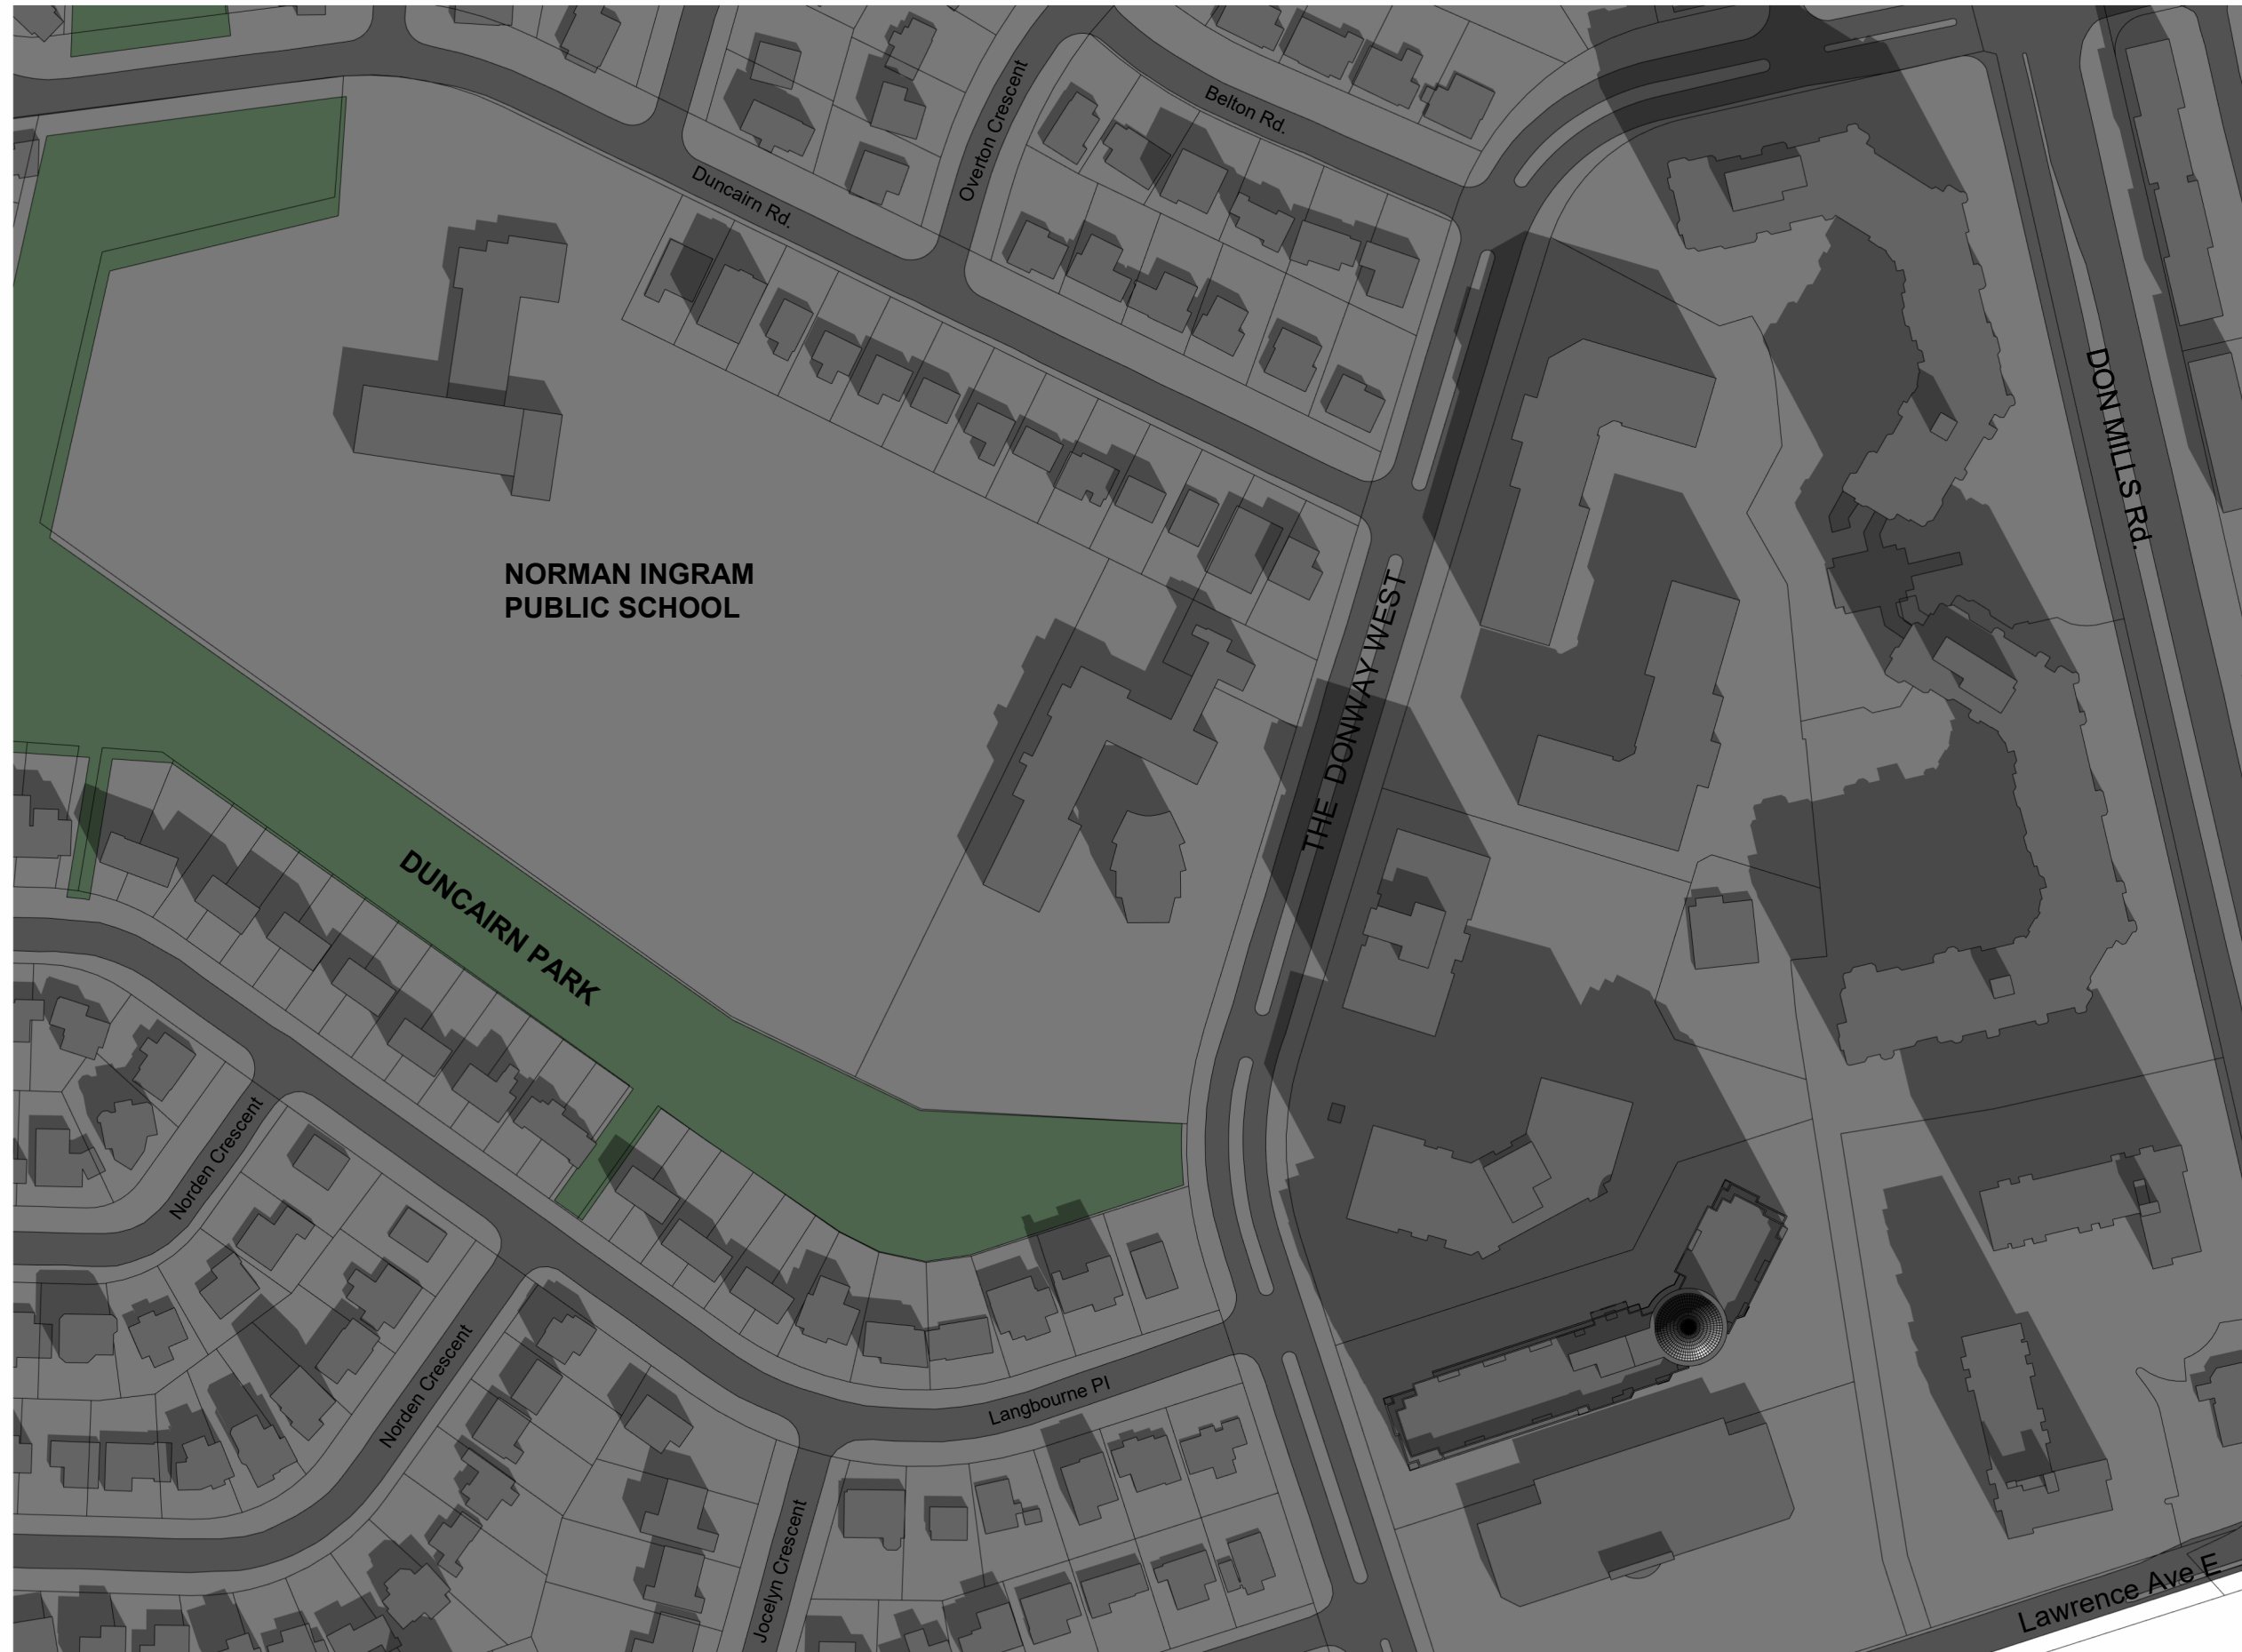 Overton Crescent
Belton Rd.
Duncairn Rd.
DON MILLS Rd.
NORMAN INGRAM
PUBLIC SCHOOL
THE DONWAY WEST
DUNCAIRN PARK
Norden Crescent
Norden Crescent
Langbourne Pl
Jocelyn Crescent
Lawrence Ave E